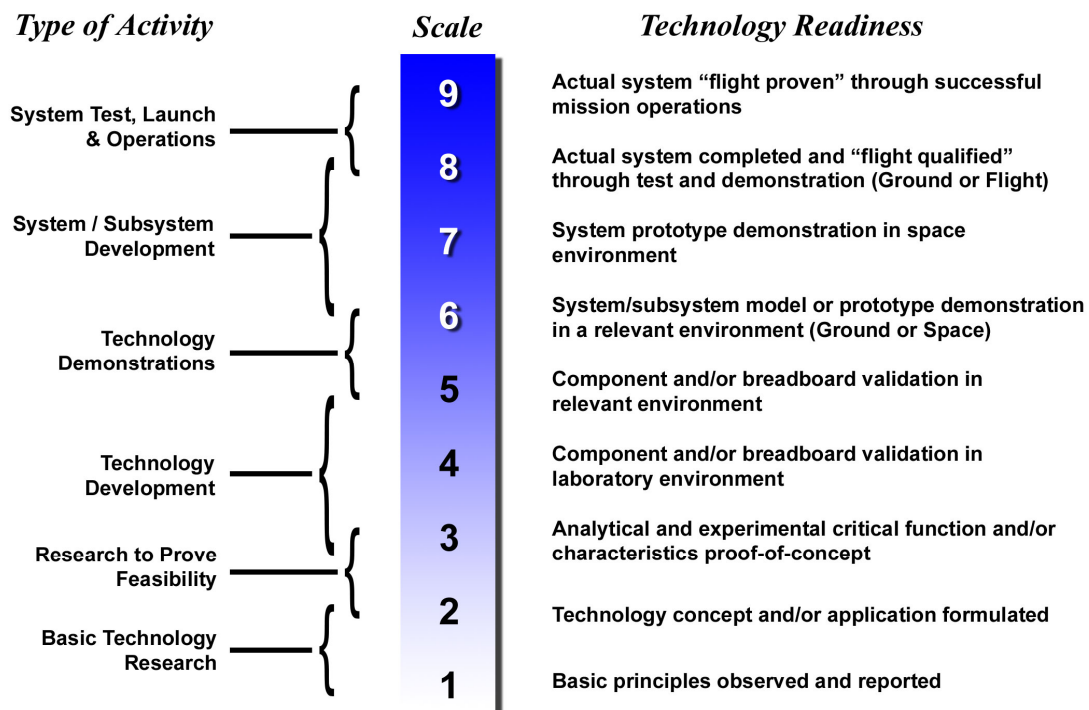 Type of Activity
Scale
Technology Readiness
System Test, Launch
& Operations
System / Subsystem
Development
Technology
Demonstrations
Technology
Development
Research to Prove
Feasibility
Basic Technology
Research
9
8
7
6
5
4
3
2
1
Actual system “flight proven” through successful
mission operations
Actual system completed and “flight qualified”
through test and demonstration (Ground or Flight)
System prototype demonstration in space
environment
System/subsystem model or prototype demonstration
in a relevant environment (Ground or Space)
Component and/or breadboard validation in
relevant environment
Component and/or breadboard validation in
laboratory environment
Analytical and experimental critical function and/or
characteristics proof-of-concept
Technology concept and/or application formulated
Basic principles observed and reported